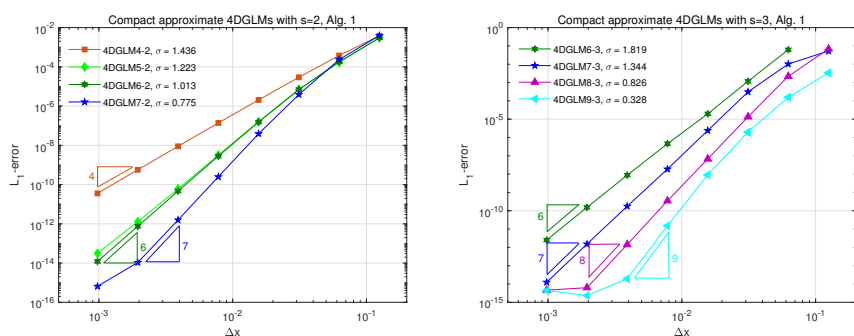 Compact approximate 4DGLMs with s=2, Alg. 1
10^-2
10^-4
10^-6
10^-8
10^-10
10^-12
10^-14
10^-16
L_1-error
4DGLM4-2, σ = 1.436
4DGLM5-2, σ = 1.223
4DGLM6-2, σ = 1.013
4DGLM7-2, σ = 0.775
4
6
7
10^-3
10^-2
10^-1
Δx
Compact approximate 4DGLMs with s=3, Alg. 1
10^0
10^-5
10^-10
10^-15
L_1-error
4DGLM6-3, σ = 1.819
4DGLM7-3, σ = 1.344
4DGLM8-3, σ = 0.826
4DGLM9-3, σ = 0.328
6
7
8
9
10^-3
10^-2
10^-1
Δx